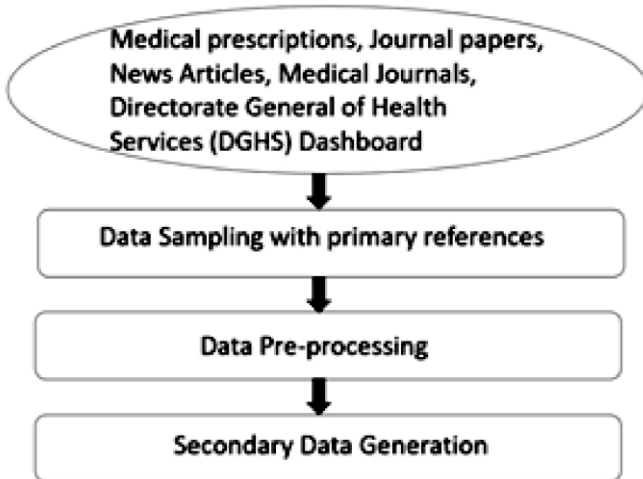 Medical prescriptions, Journal papers,
News Articles, Medical Journals,
Directorate General of Health
Services (DGHS) Dashboard
Data Sampling with primary references
Data Pre-processing
Secondary Data Generation